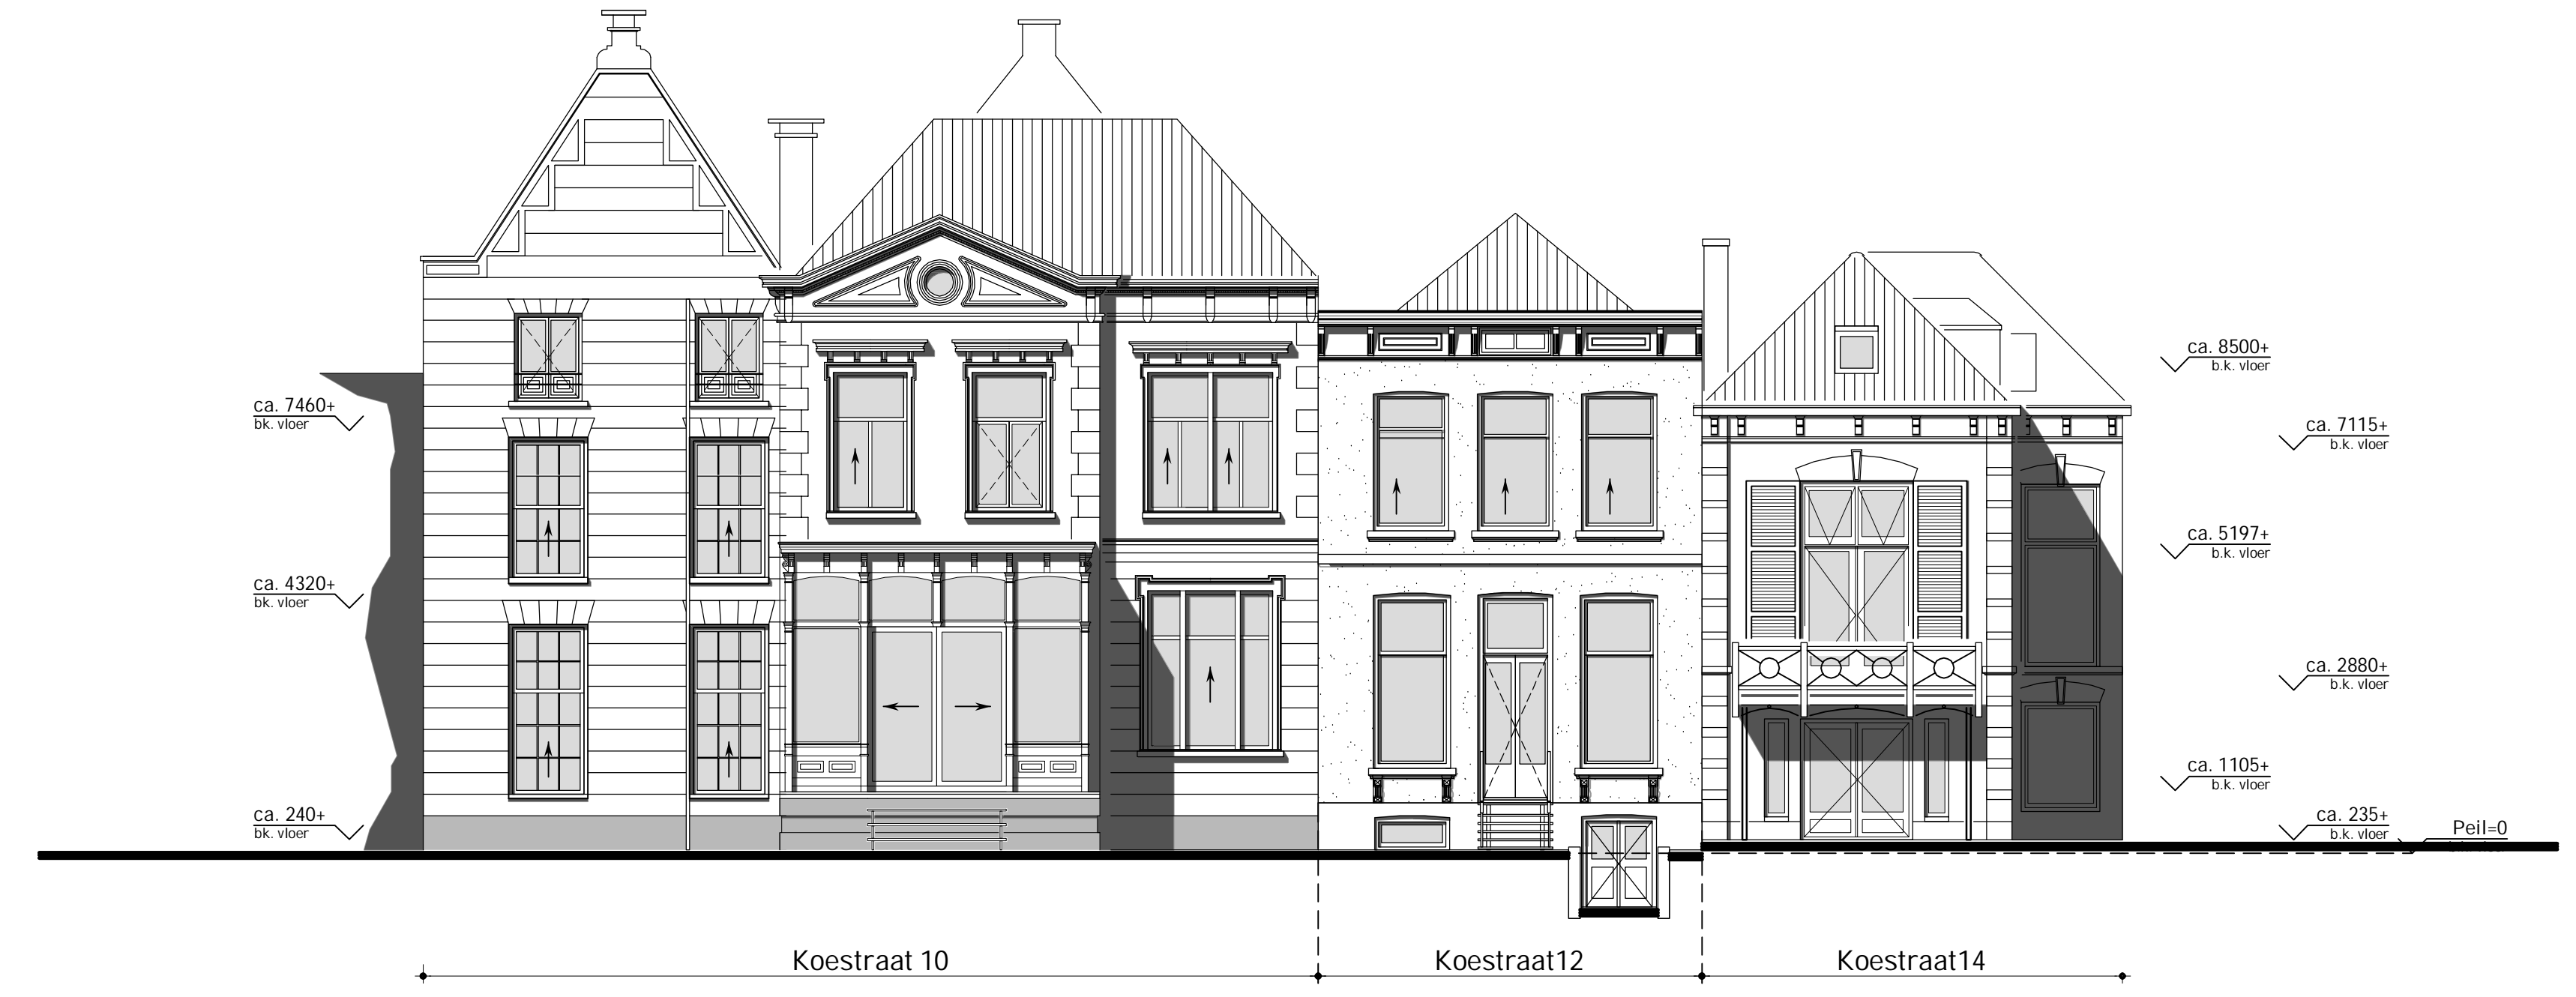 ca. 8500+
b.k. vloer
ca. 7460+
bk. vloer
ca. 7115+
b.k. vloer
ca. 5197+
b.k. vloer
ca. 4320+
bk. vloer
ca. 2880+
b.k. vloer
ca. 1105+
b.k. vloer
ca. 240+
bk. vloer
ca. 235+
b.k. vloer
Peil=0
Koestraat 10
Koestraat12
Koestraat14